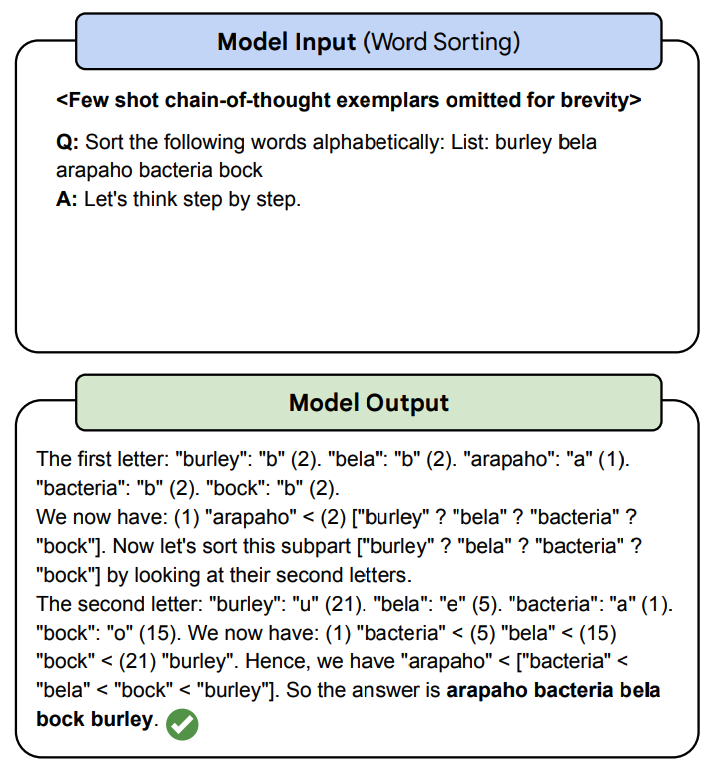 Model Input (Word Sorting)
<Few shot chain-of-thought exemplars omitted for brevity>
Q: Sort the following words alphabetically: List: burley bela
arapaho bacteria bock
A: Let's think step by step.
Model Output
The first letter: "burley": "b" (2). "bela": "b" (2). "arapaho": "a" (1).
"bacteria": "b" (2). "bock": "b" (2).
We now have: (1) "arapaho" < (2) ["burley" ? "bela" ? "bacteria" ?
"bock"]. Now let's sort this subpart ["burley" ? "bela" ? "bacteria" ?
"bock"] by looking at their second letters.
The second letter: "burley": "u" (21). "bela": "e" (5). "bacteria": "a" (1).
"bock": "o" (15). We now have: (1) "bacteria" < (5) "bela" < (15)
"bock" < (21) "burley". Hence, we have "arapaho" < ["bacteria" <
"bela" < "bock" < "burley"]. So the answer is arapaho bacteria bela
bock burley.